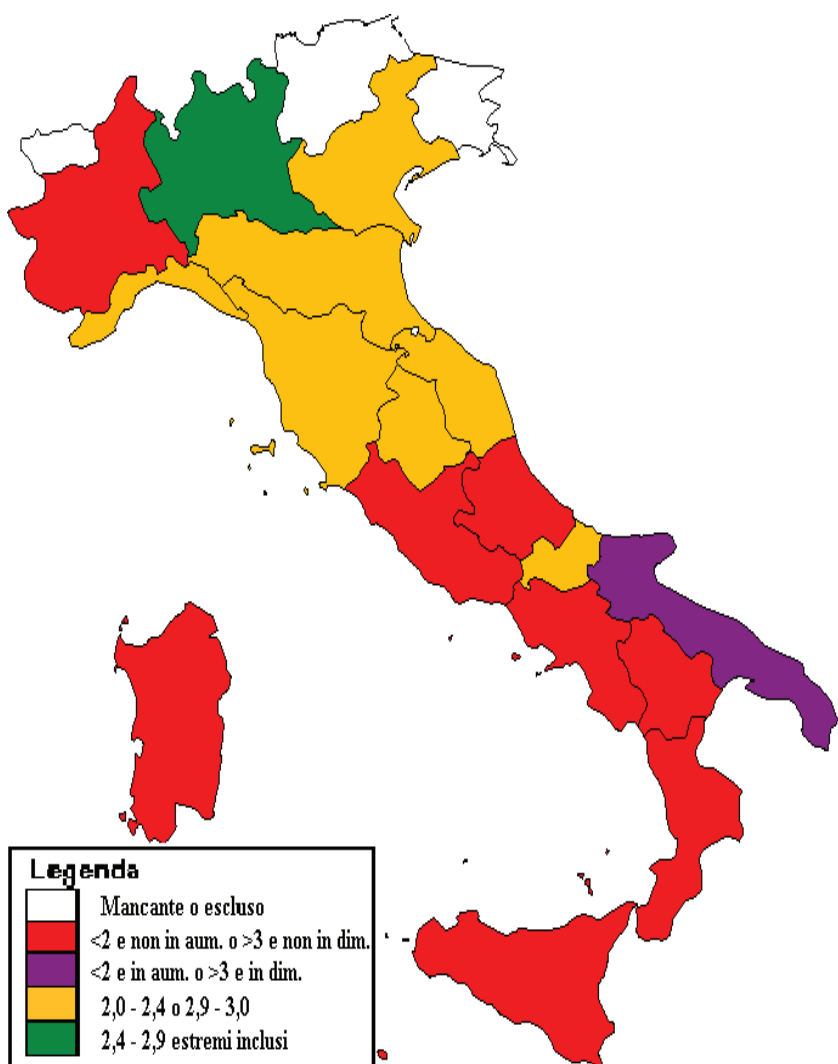 Legenda
Mancante o escluso
<2 e non in aum. o >3 e non in dim.
<2 e in aum. o >3 e in dim.
2,0 - 2,4 o 2,9 - 3,0
2,4 - 2,9 estremi inclusi